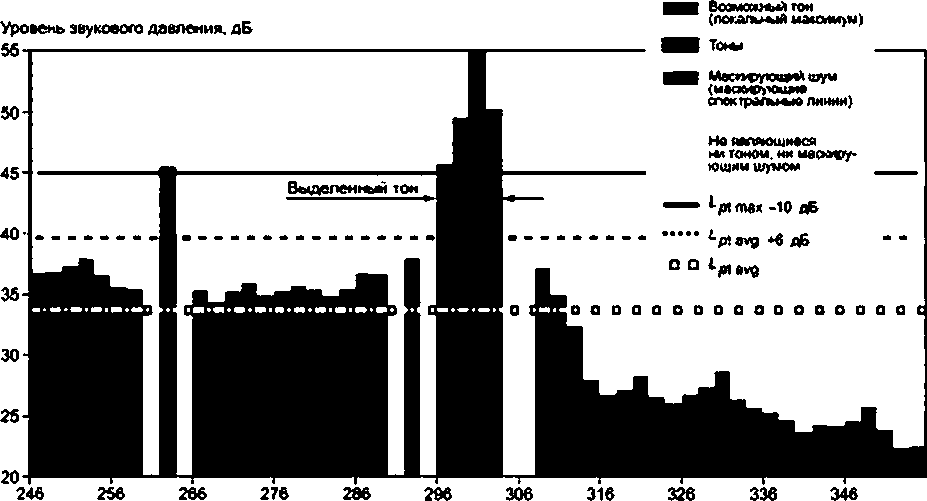 Уровень звукового давления, дБ
Возможный тон
(локальный максимум)
Тоны
Маскирующий шум
(маскирующие
спектральные линии)
Не являющиеся
ни тоном, ни маскиру-
ющим шумом
L pt max −10 дБ
L pt avg +6 дБ
L pt avg
Выделенный тон
55
50
45
40
35
30
25
20
246 256 266 276 286 296 306 316 326 336 346